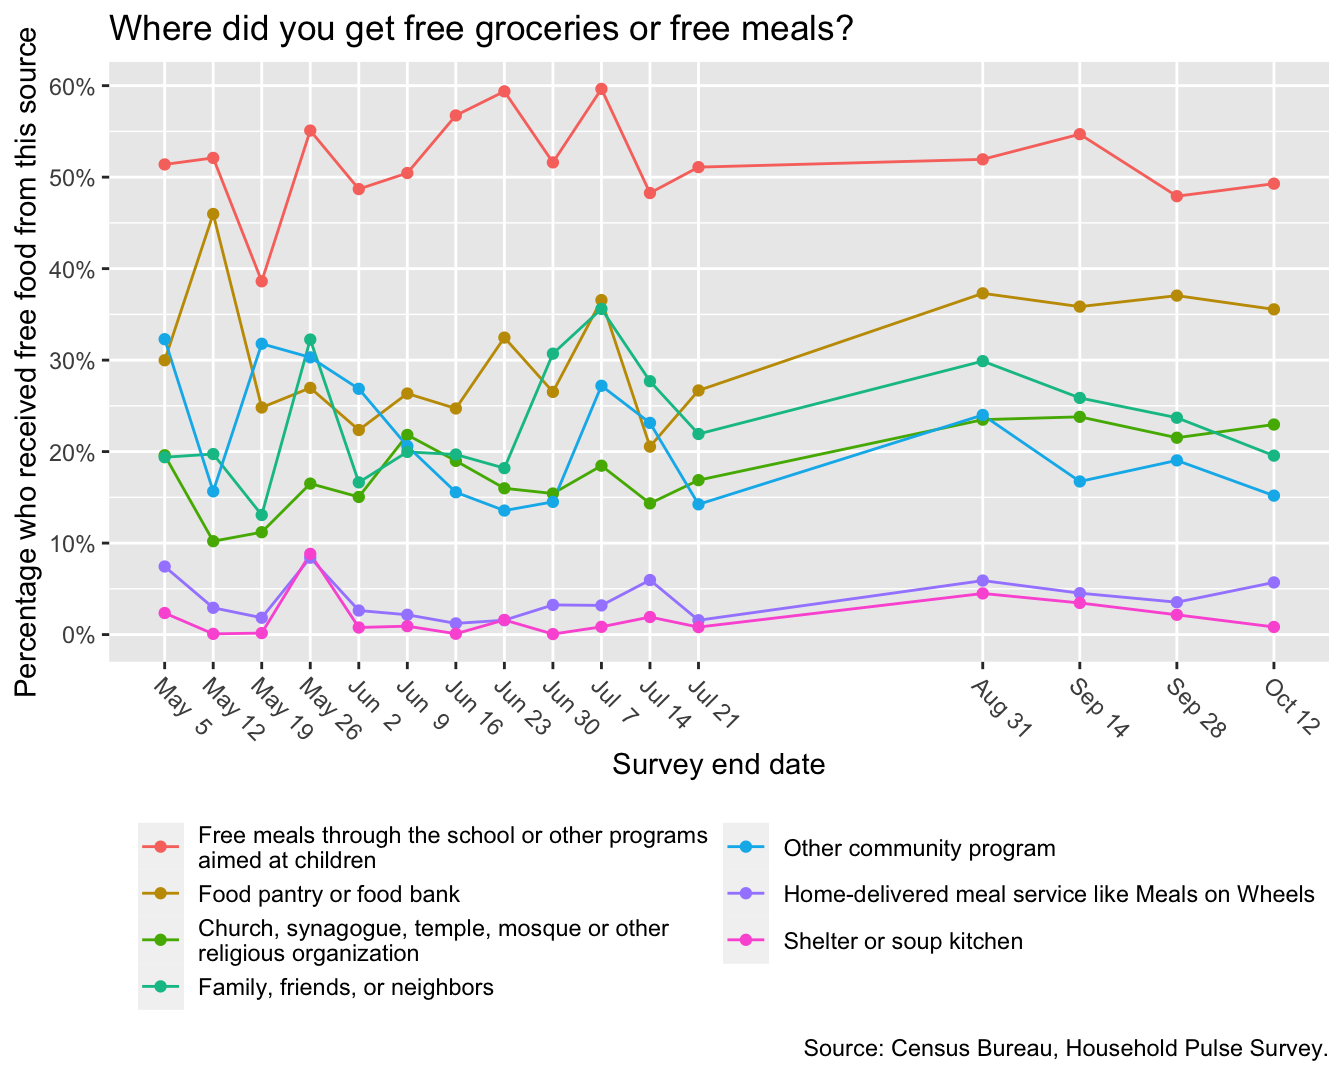 Where did you get free groceries or free meals?
Percentage who received free food from this source
60%
50%
40%
30%
20%
10%
0%
May 5
May 12
May 19
May 26
Jun 2
Jun 9
Jun 16
Jun 23
Jun 30
Jul 7
Jul 14
Jul 21
Aug 31
Sep 14
Sep 28
Oct 12
Survey end date
Free meals through the school or other programs
aimed at children
Food pantry or food bank
Church, synagogue, temple, mosque or other
religious organization
Family, friends, or neighbors
Other community program
Home-delivered meal service like Meals on Wheels
Shelter or soup kitchen
Source: Census Bureau, Household Pulse Survey.